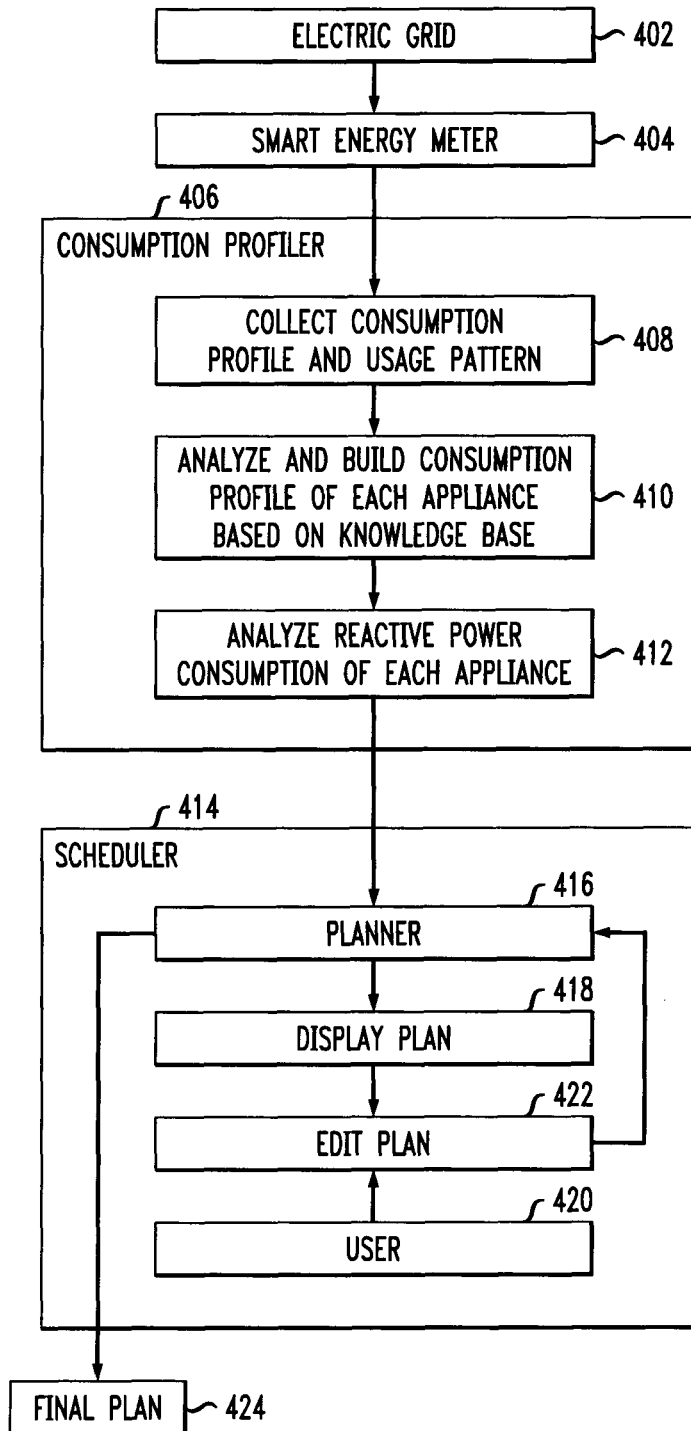 ELECTRIC GRID
402
SMART ENERGY METER
404
406
CONSUMPTION PROFILER
COLLECT CONSUMPTION
PROFILE AND USAGE PATTERN
408
ANALYZE AND BUILD CONSUMPTION
PROFILE OF EACH APPLIANCE
BASED ON KNOWLEDGE BASE
410
ANALYZE REACTIVE POWER
CONSUMPTION OF EACH APPLIANCE
412
414
SCHEDULER
416
PLANNER
418
DISPLAY PLAN
422
EDIT PLAN
420
USER
FINAL PLAN
424